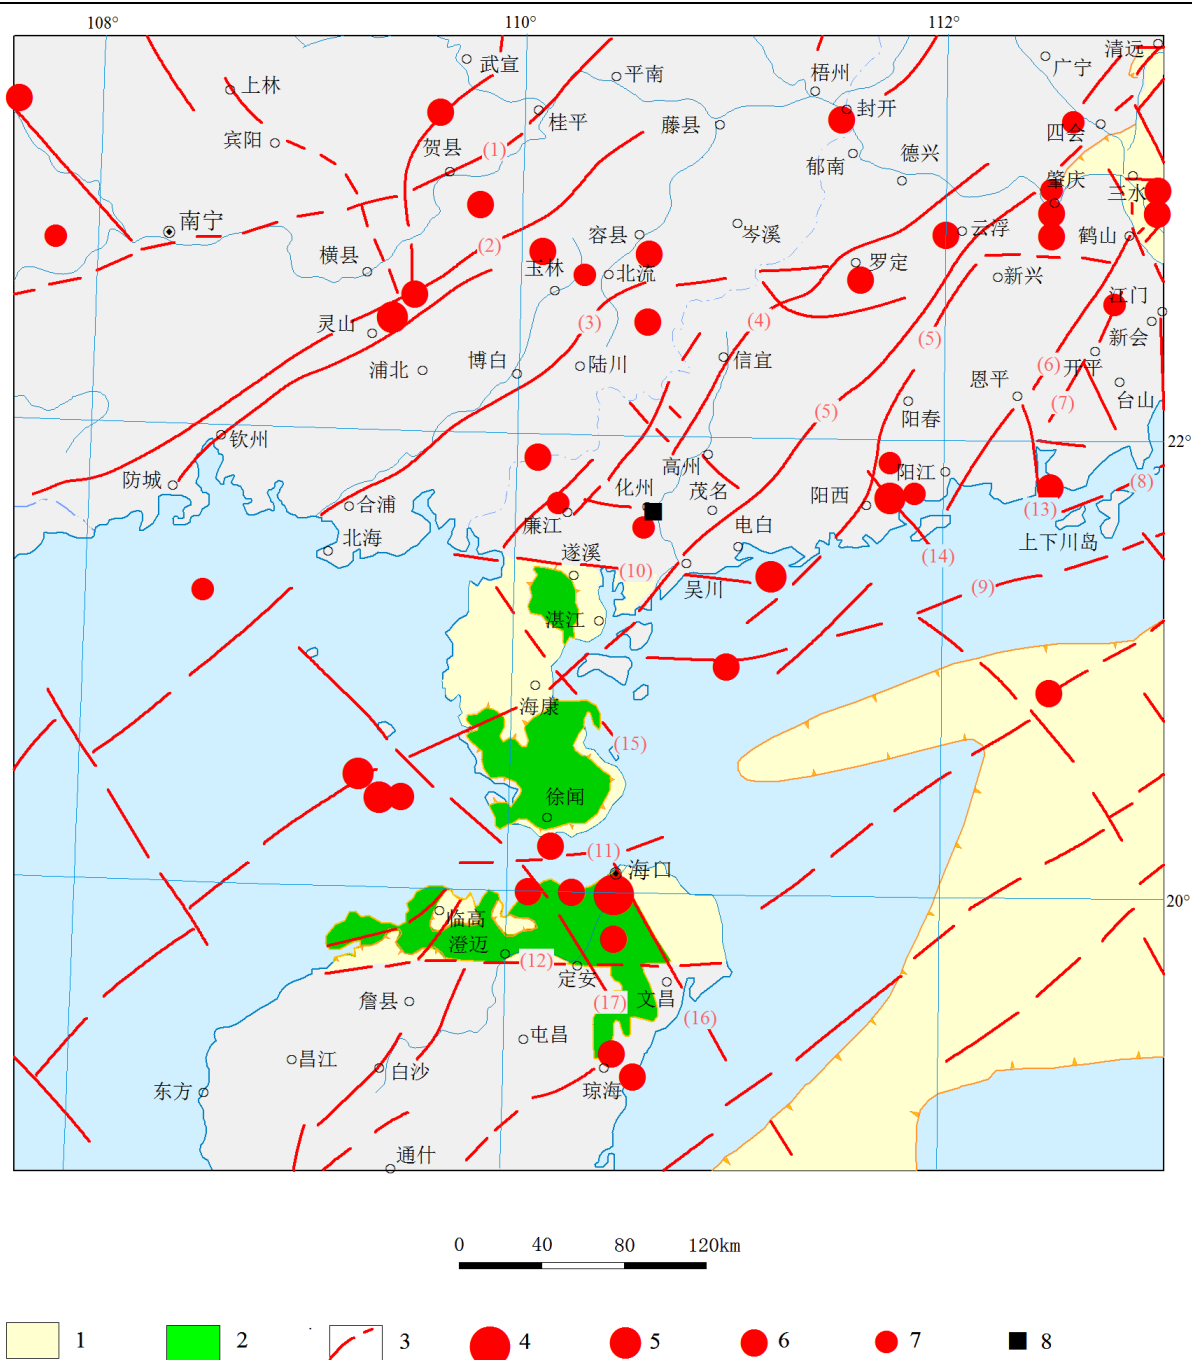 108°
110°
112°
清远
武宣
广宁
平南
梧州
上林
封开
桂平
藤县
四会
宾阳
贺县
(1)
郁南
德兴
肇庆
三水
南宁
容县
岑溪
云浮
鹤山
(2)
横县
玉林
北流
罗定
新兴
江门
灵山
(3)
(4)
(5)
新会
浦北
博白
陆川
信宜
(6)
开平
恩平
台山
(7)
(5)
阳春
钦州
22°
高州
防城
阳江
(8)
化州
茂名
阳西
合浦
(13)
廉江
电白
北海
上下川岛
遂溪
(14)
(10)
吴川
(9)
湛江
海康
(15)
徐闻
(11)
海口
20°
临高
澄迈
(12)
定安
(17)
文昌
詹县
(16)
屯昌
昌江
白沙
东方
琼海
通什
0 40 80 120km
1 2 3 4 5 6 7 8